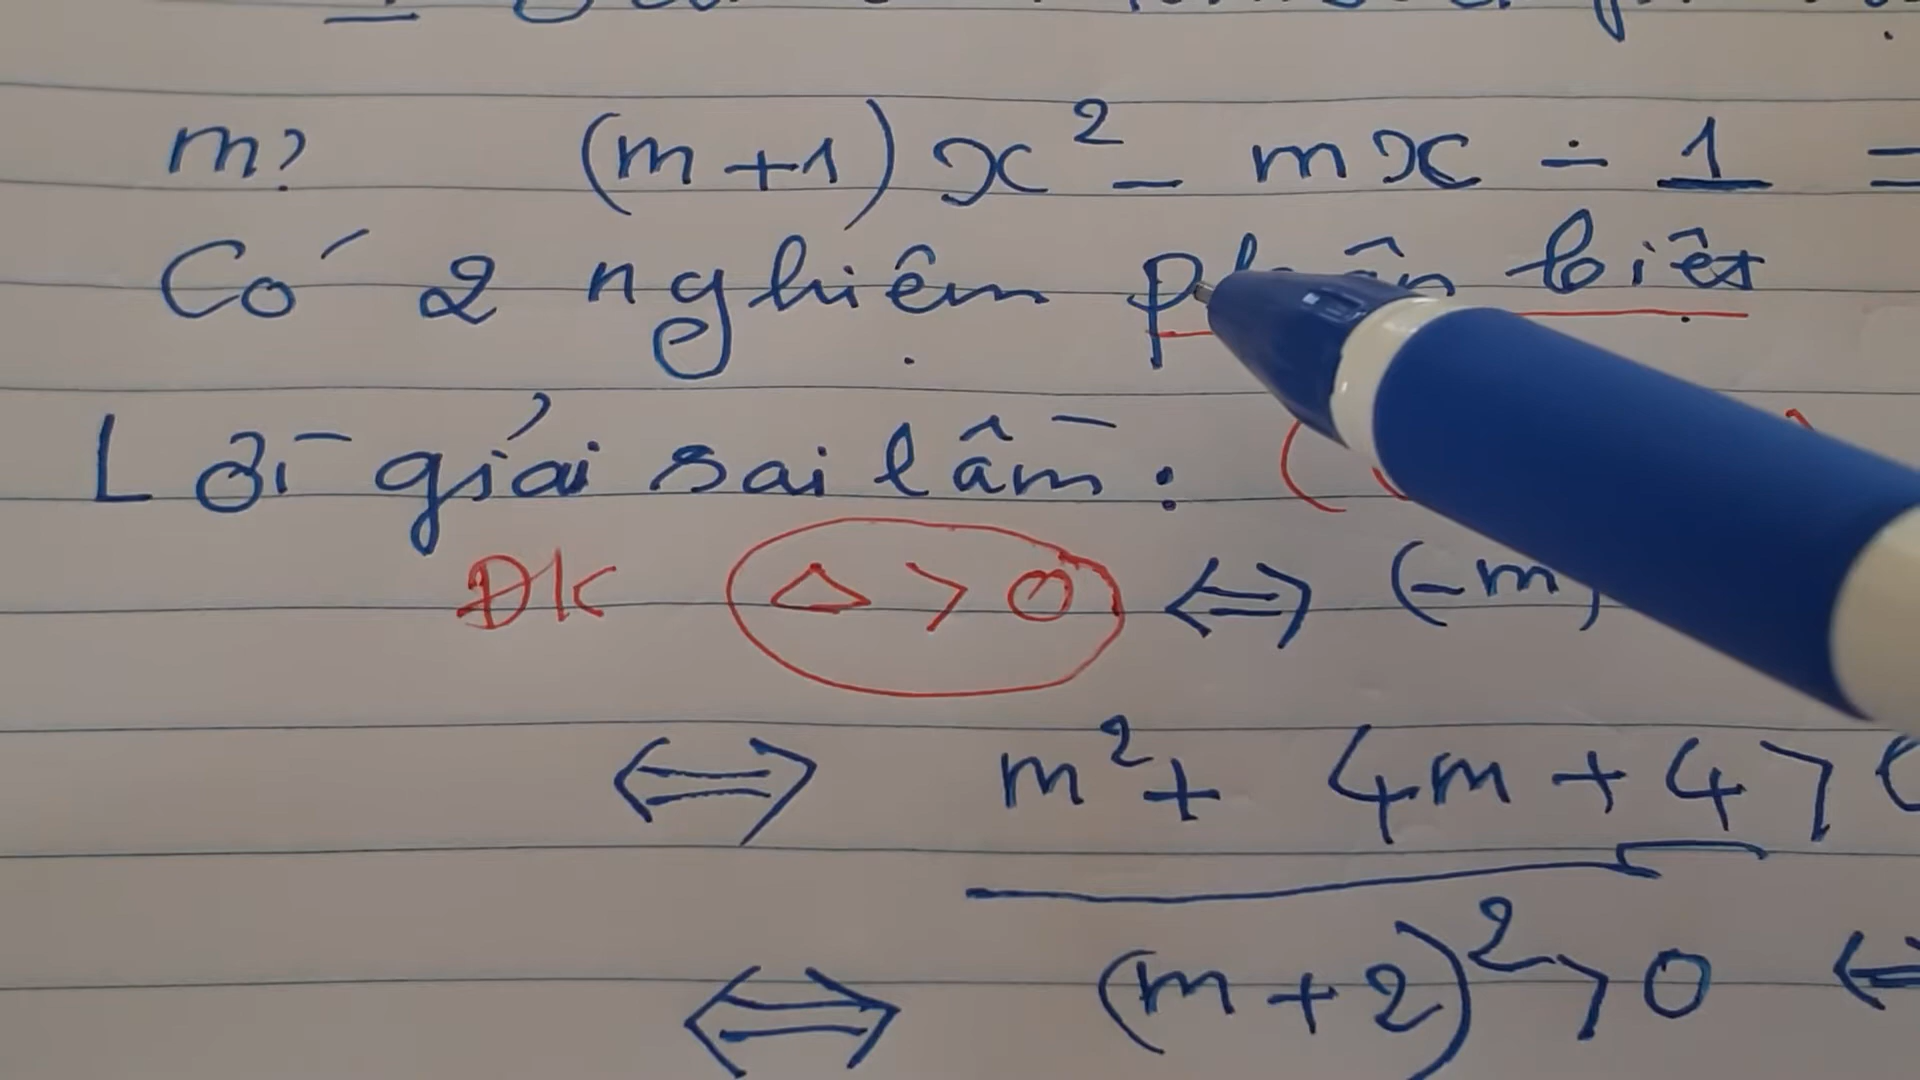 m? (m+1)x² - mx - 1 =
Có 2 nghiệm phân biệt
Lời giải sai lầm:
ĐK Δ > 0 ⇔ (-m)
⇔ m² + 4m + 4 > 0
⇔ (m+2)² > 0 ⇔